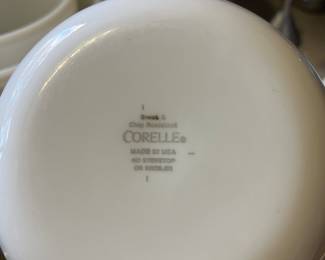 Break &
Chip Resistant
CORELLE®
MADE IN USA
NO STOVETOP
OR BROILER